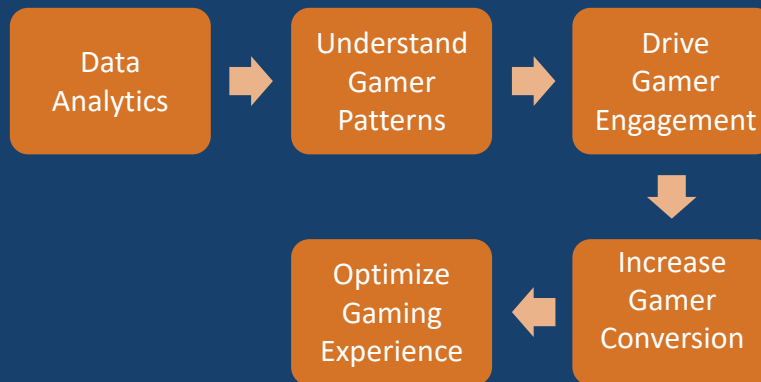 Data
Analytics
Understand
Gamer
Patterns
Drive
Gamer
Engagement
Increase
Gamer
Conversion
Optimize
Gaming
Experience